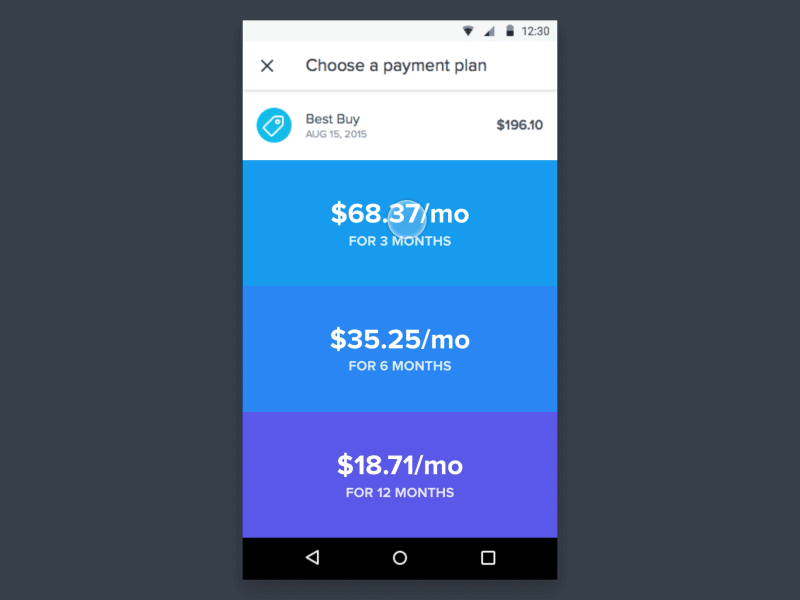 12:30
Choose a payment plan
Best Buy
$196.10
AUG 15, 2015
$68.37/mo
FOR 3 MONTHS
$35.25/mo
FOR 6 MONTHS
$18.71/mo
FOR 12 MONTHS